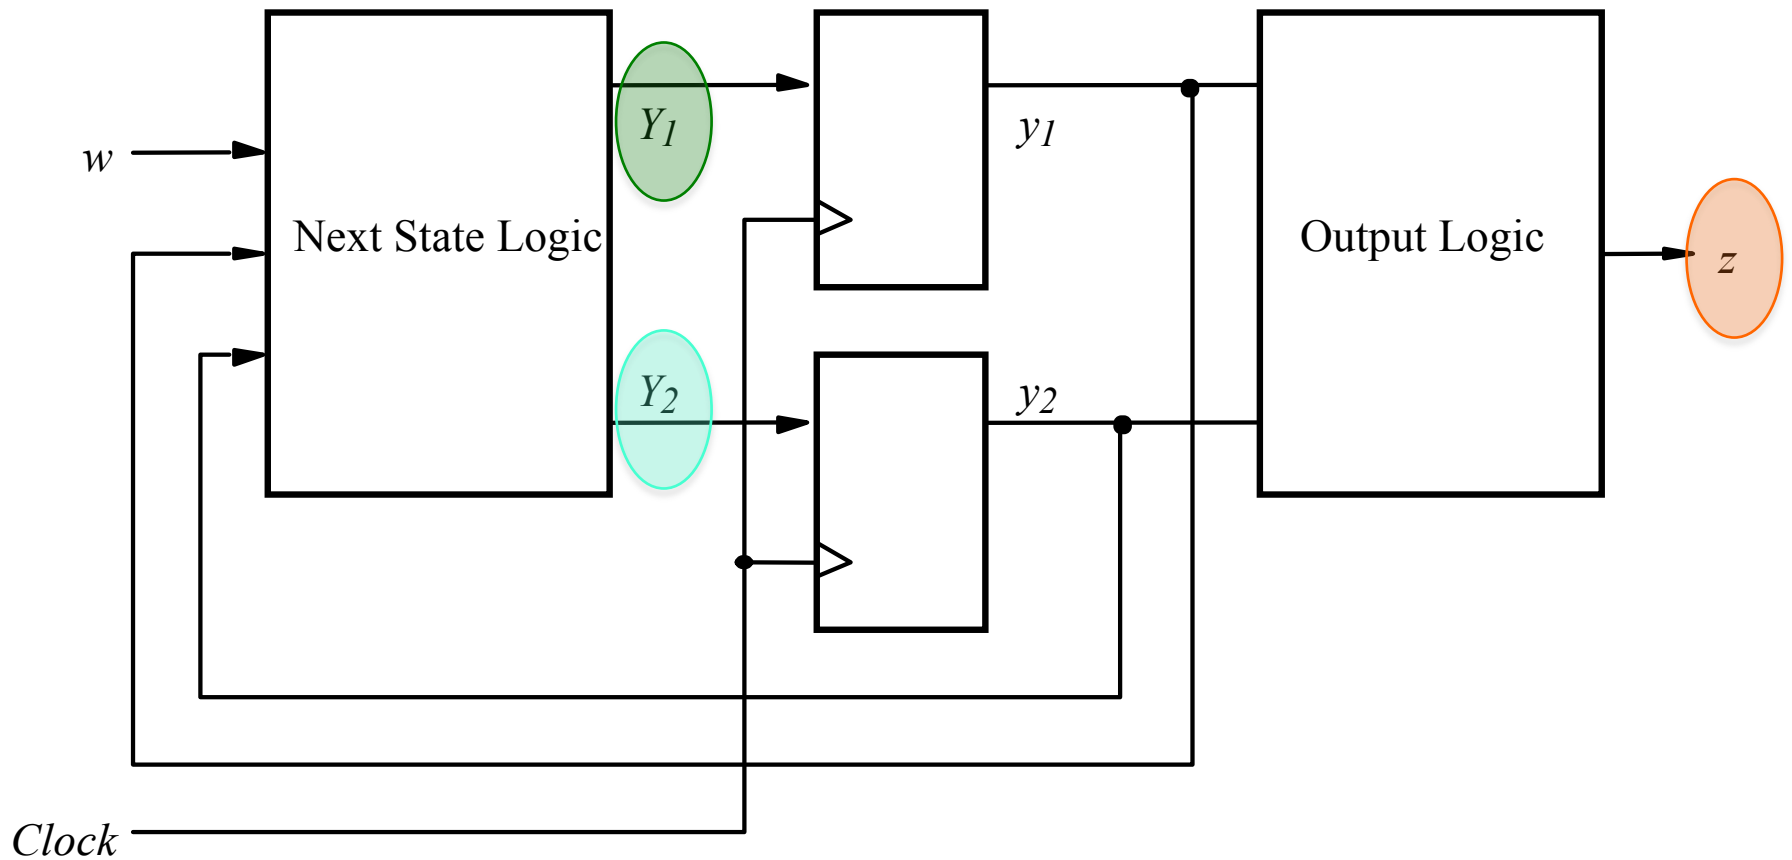 Y₁
y₁
w
Next State Logic
Output Logic
z
Y₂
y₂
Clock